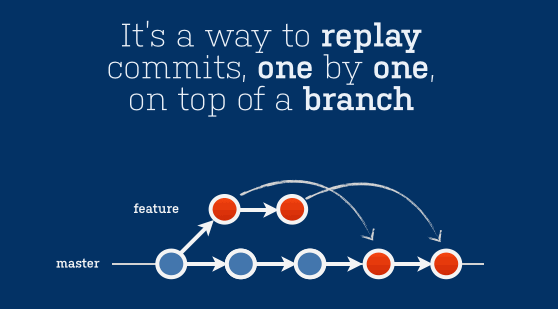 It's a way to replay
commits, one by one,
on top of a branch
feature
master